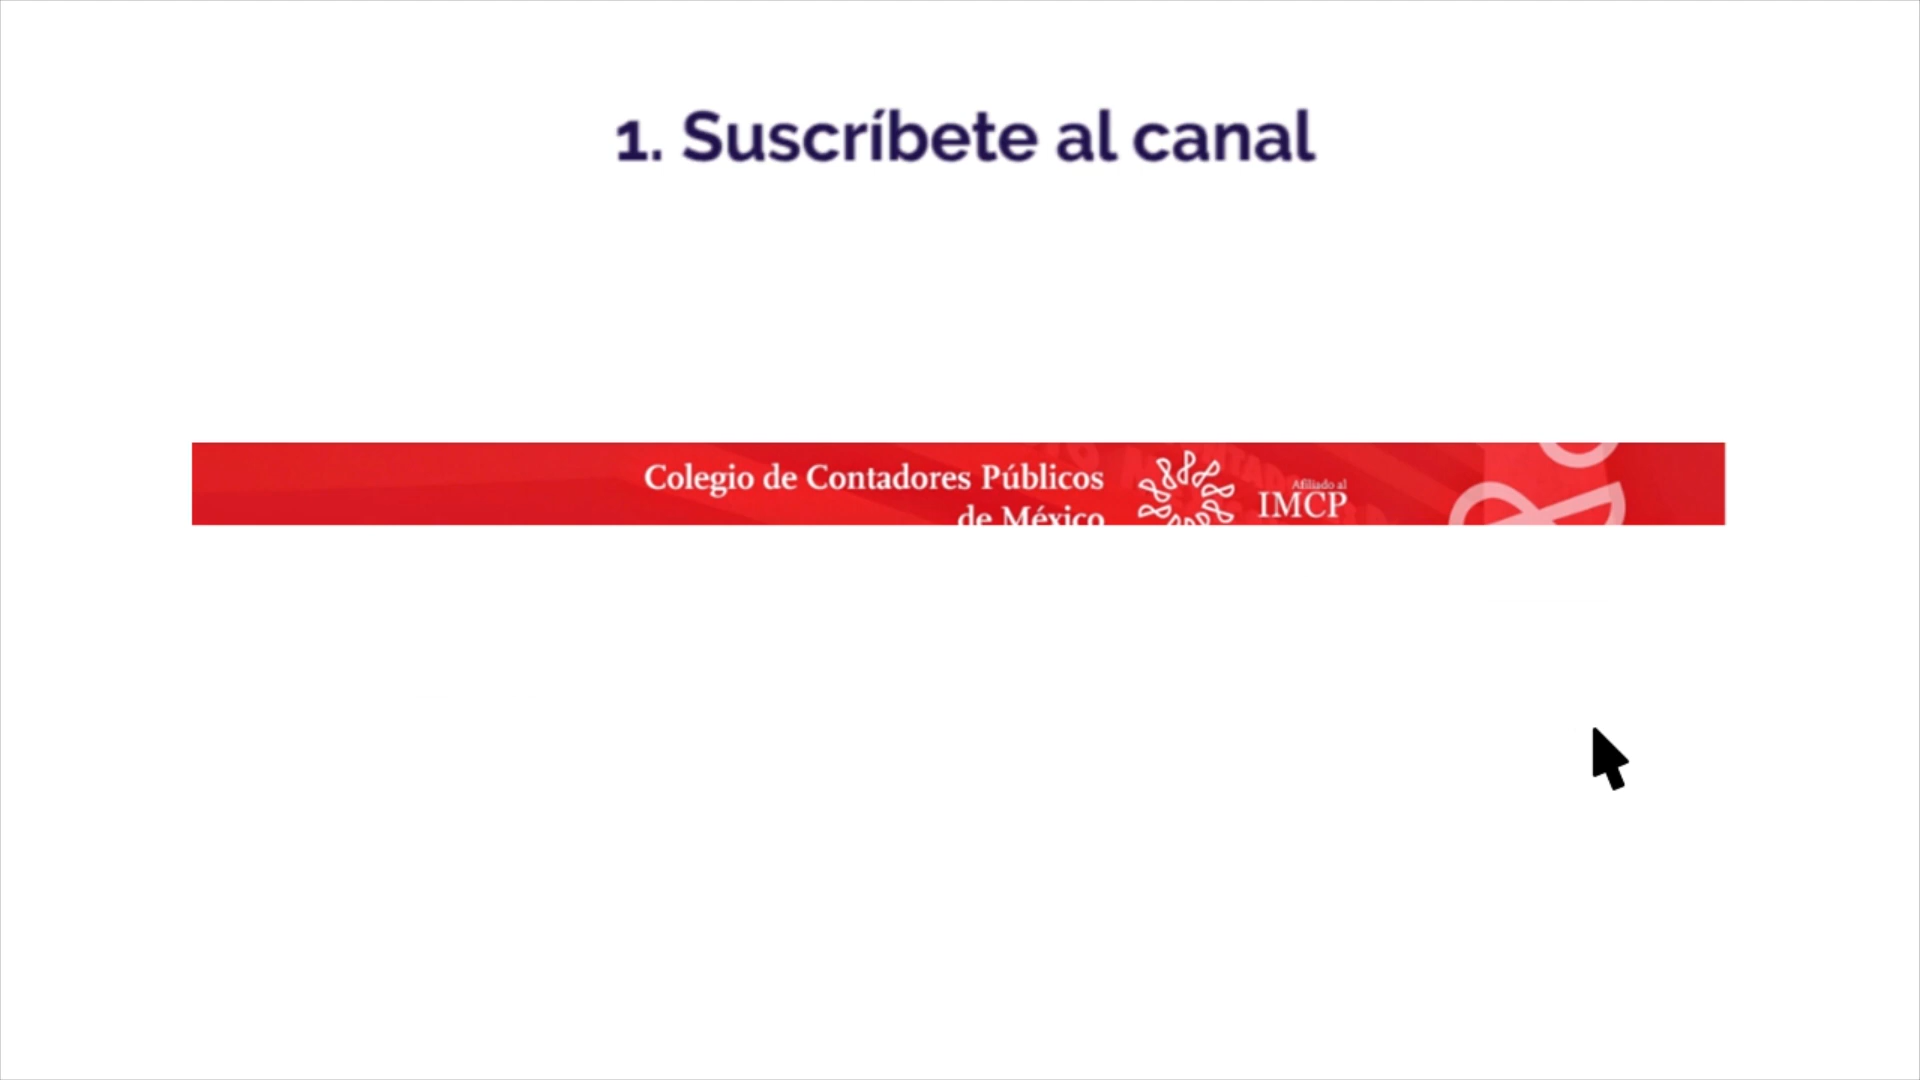 1. Suscríbete al canal
Colegio de Contadores Públicos
de México
Afiliado al
IMCP